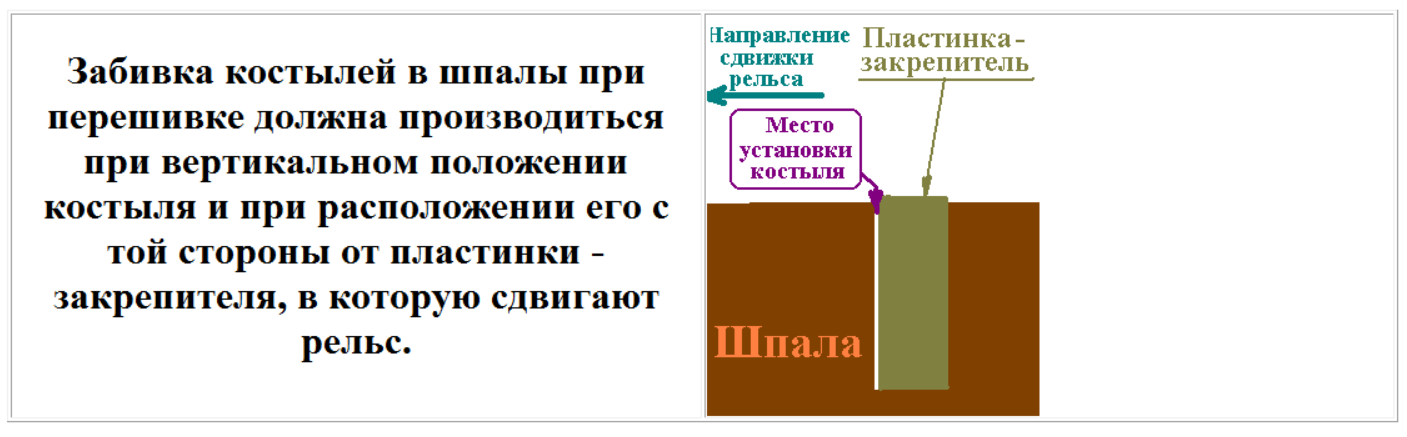 Забивка костылей в шпалы при
перешивке должна производиться
при вертикальном положении
костыля и при расположении его с
той стороны от пластинки -
закрепителя, в которую сдвигают
рельс.
Направление
сдвижки
рельса
Пластинка-
закрепитель
Место
установки
костыля
Шпала